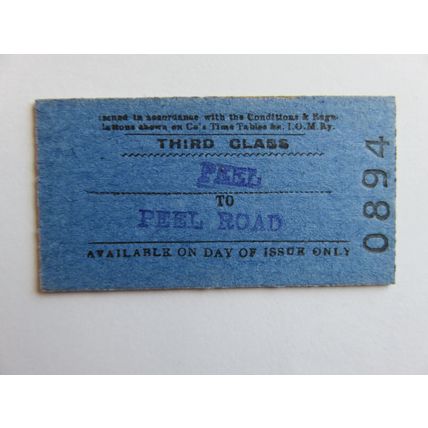 Issued in accordance with the Conditions & Regu-
lations shown on Co's Time Tables &c. I.O.M.Ry.
THIRD CLASS
PEEL
TO
PEEL ROAD
AVAILABLE ON DAY OF ISSUE ONLY
0894